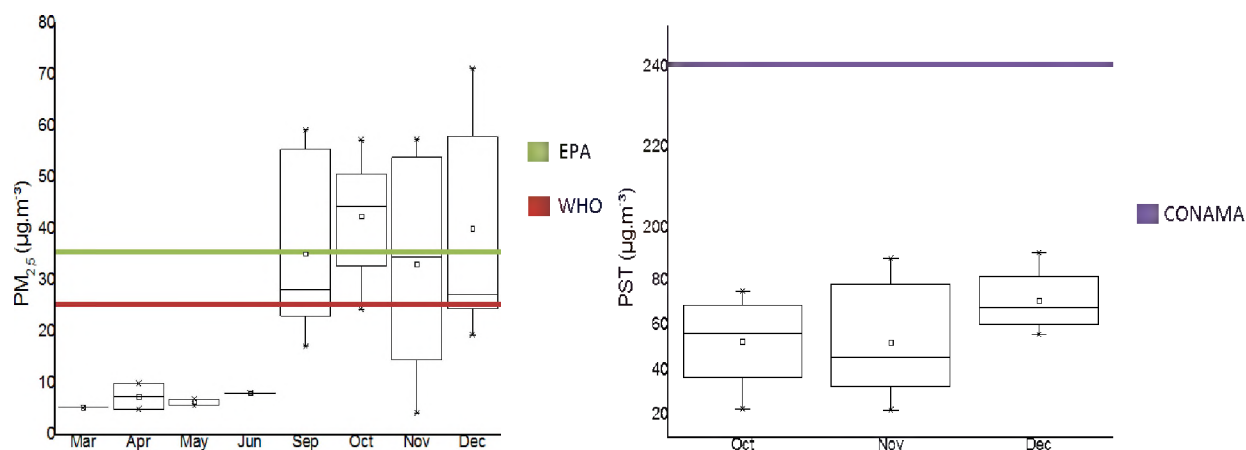 80
70
60
50
40
30
20
10
0
PM2,5 (µg.m-³)
Mar Apr May Jun Sep Oct Nov Dec
EPA
WHO
240
220
200
80
60
40
20
PST (µg.m-³)
Oct Nov Dec
CONAMA